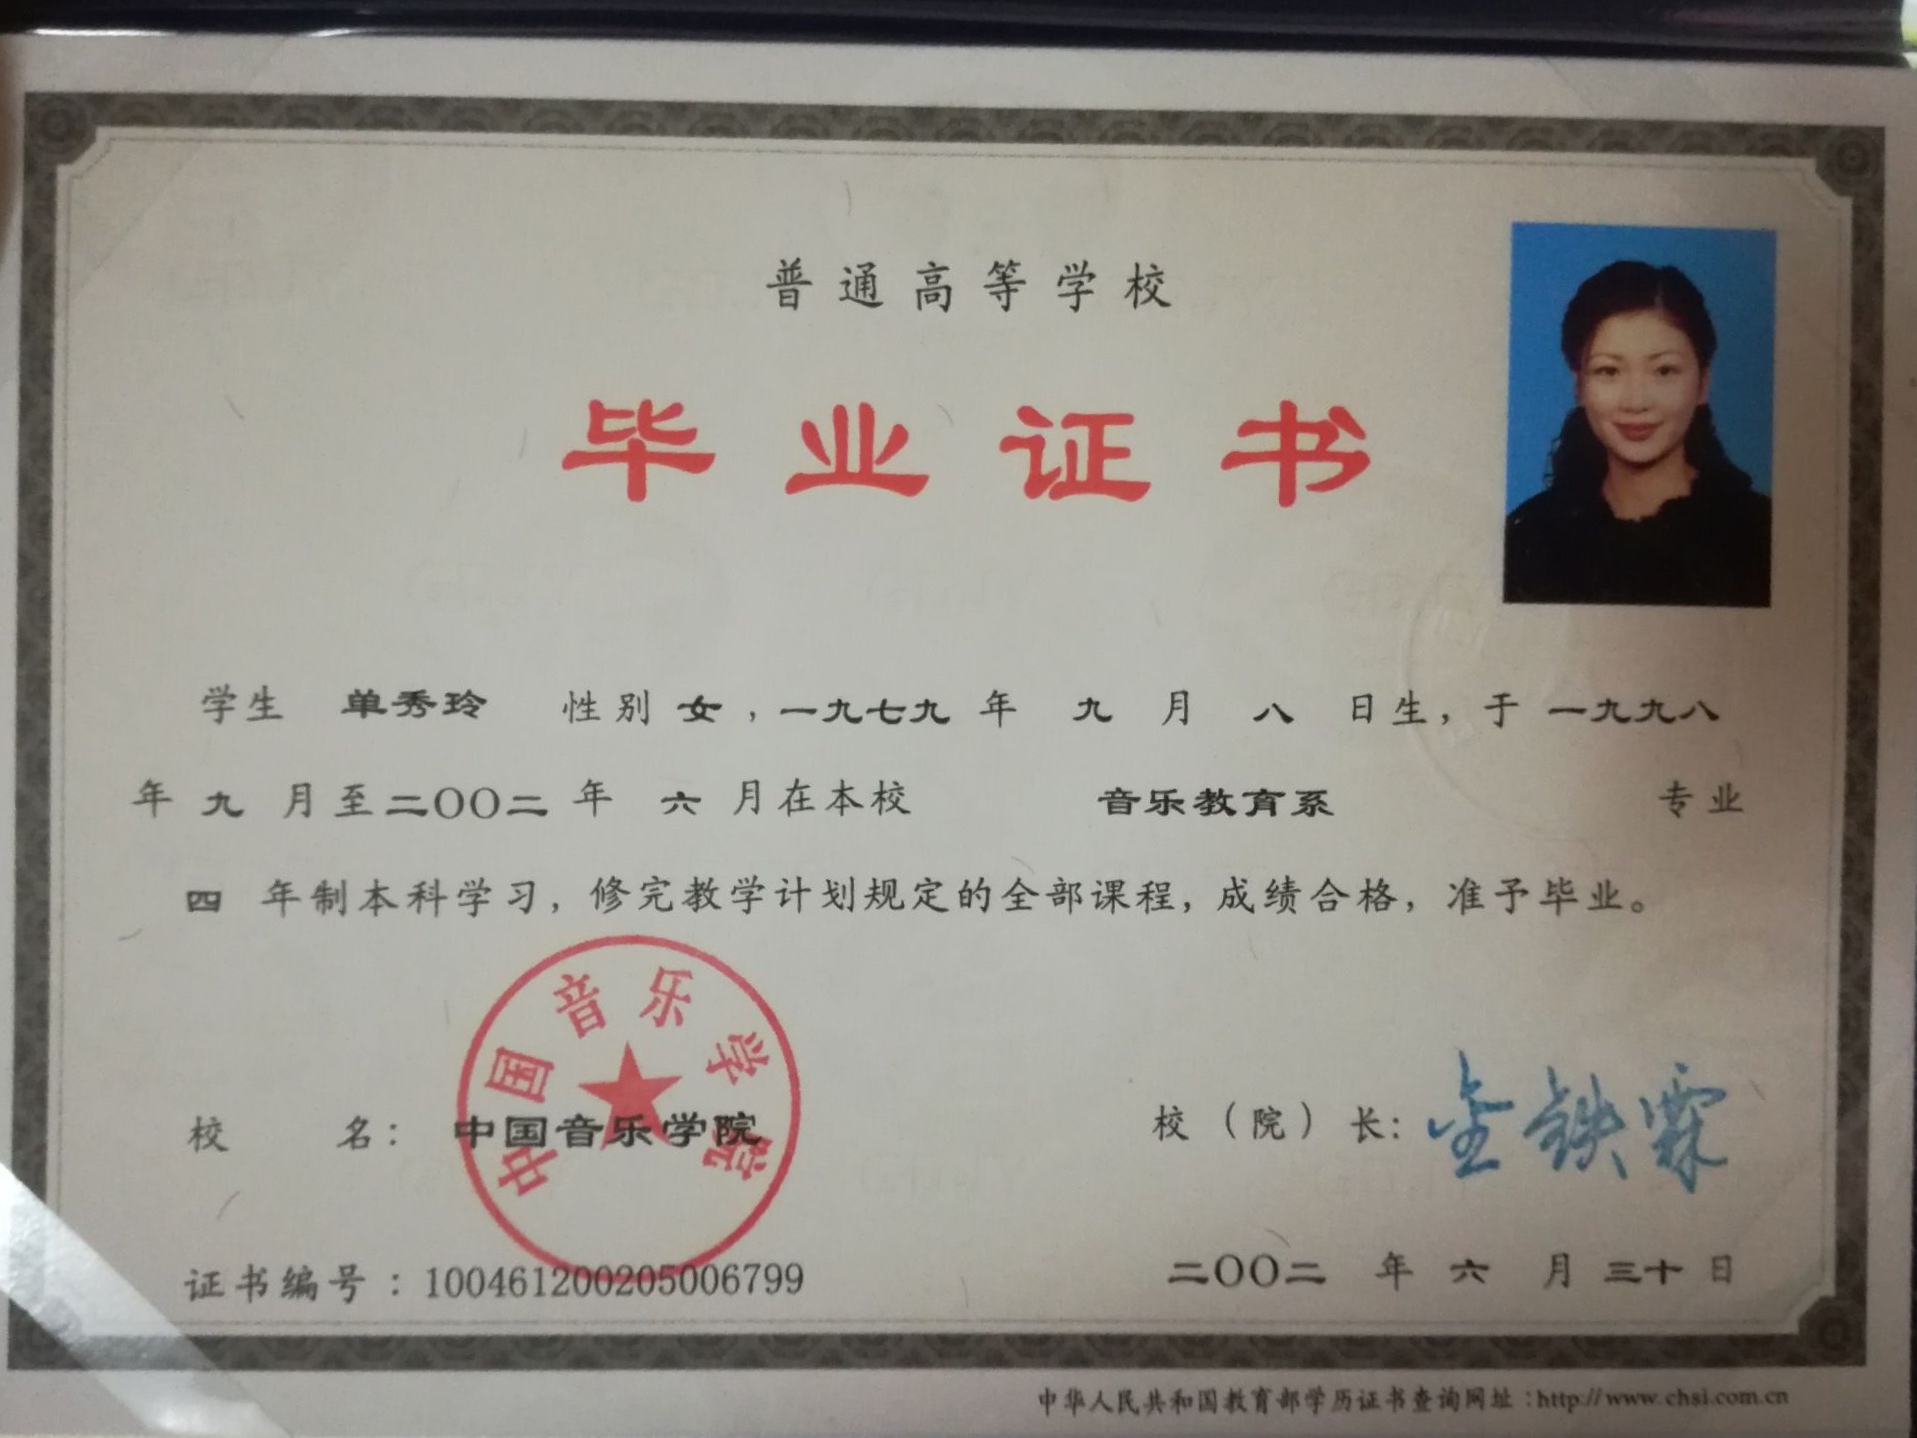 普通高等学校
毕业证书
学生 单秀玲 性别 女，一九七九 年 九 月 八 日生，于 一九九八
年 九 月至二〇〇二 年 六 月在本校 音乐教育系 专业
四 年制本科学习，修完教学计划规定的全部课程，成绩合格，准予毕业。
中国音乐学院
校 名： 中国音乐学院
校（院）长：金铁霖
证书编号：100461200205006799
二〇〇二 年 六 月 三十 日
中华人民共和国教育部学历证书查询网址：http://www.chsi.com.cn